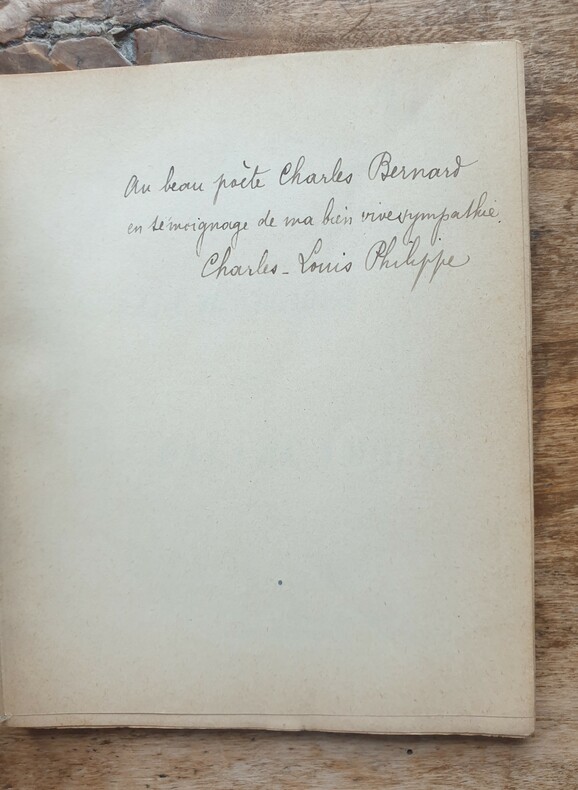 Au beau poète Charles Bernard
en témoignage de ma bien vive sympathie.
Charles-Louis Philippe